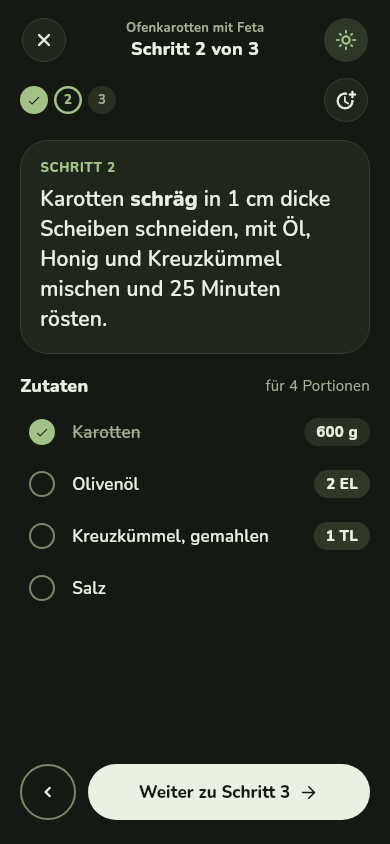 Ofenkarotten mit Feta
Schritt 2 von 3
2
3
SCHRITT 2
Karotten schräg in 1 cm dicke
Scheiben schneiden, mit Öl,
Honig und Kreuzkümmel
mischen und 25 Minuten
rösten.
Zutaten
für 4 Portionen
Karotten
600 g
Olivenöl
2 EL
Kreuzkümmel, gemahlen
1 TL
Salz
Weiter zu Schritt 3 →